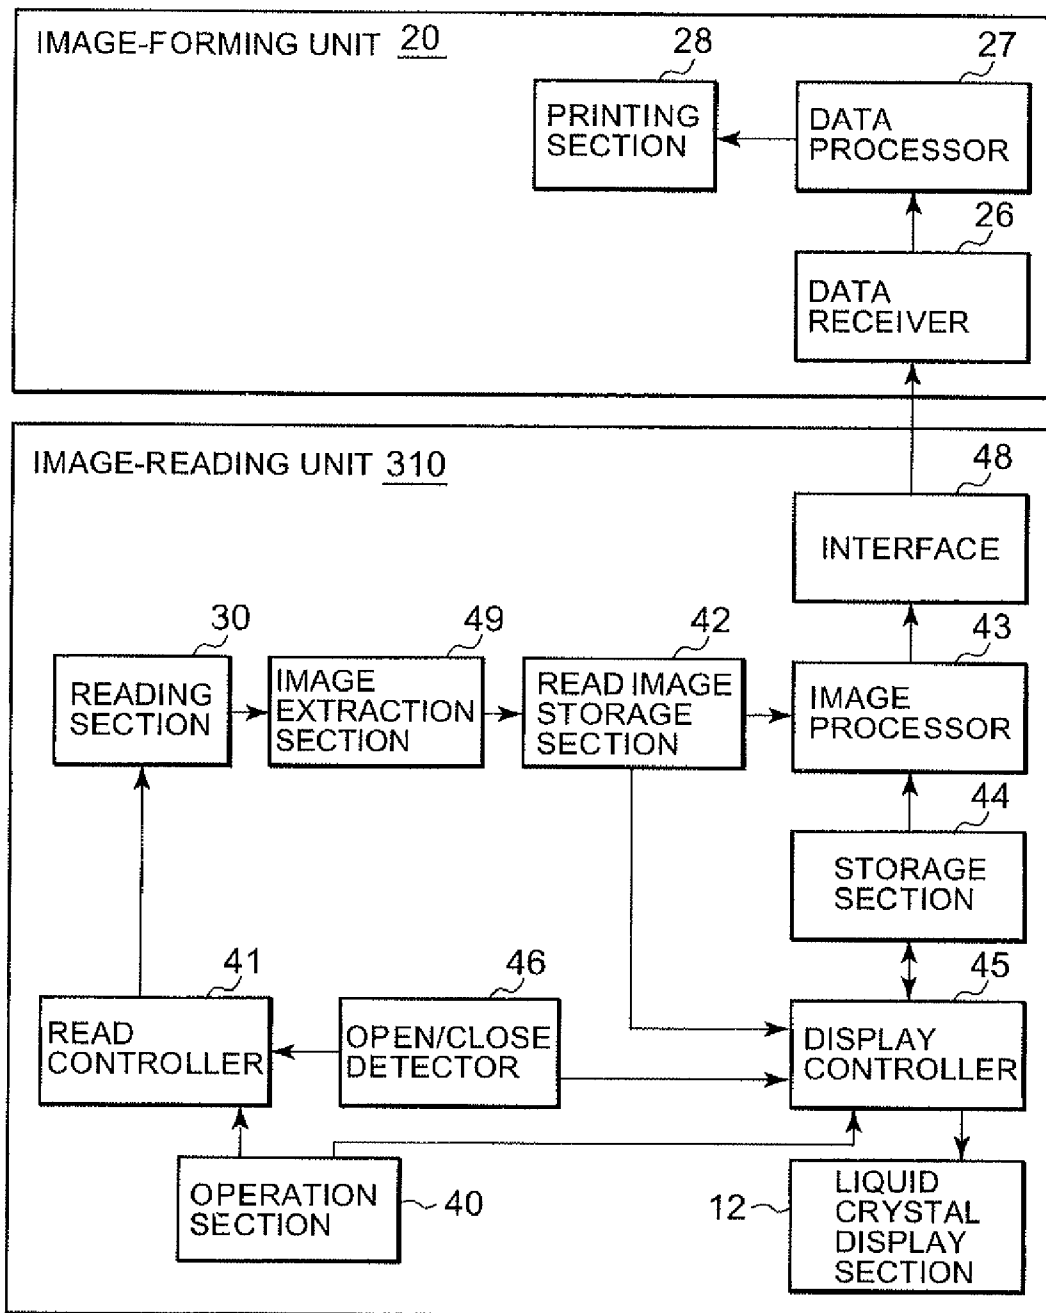 IMAGE-FORMING UNIT 20
28
27
PRINTING
SECTION
DATA
PROCESSOR
26
DATA
RECEIVER
IMAGE-READING UNIT 310
48
INTERFACE
30
49
42
43
READING
SECTION
IMAGE
EXTRACTION
SECTION
READ IMAGE
STORAGE
SECTION
IMAGE
PROCESSOR
44
STORAGE
SECTION
41
46
45
READ
CONTROLLER
OPEN/CLOSE
DETECTOR
DISPLAY
CONTROLLER
OPERATION
SECTION
40
12
LIQUID
CRYSTAL
DISPLAY
SECTION